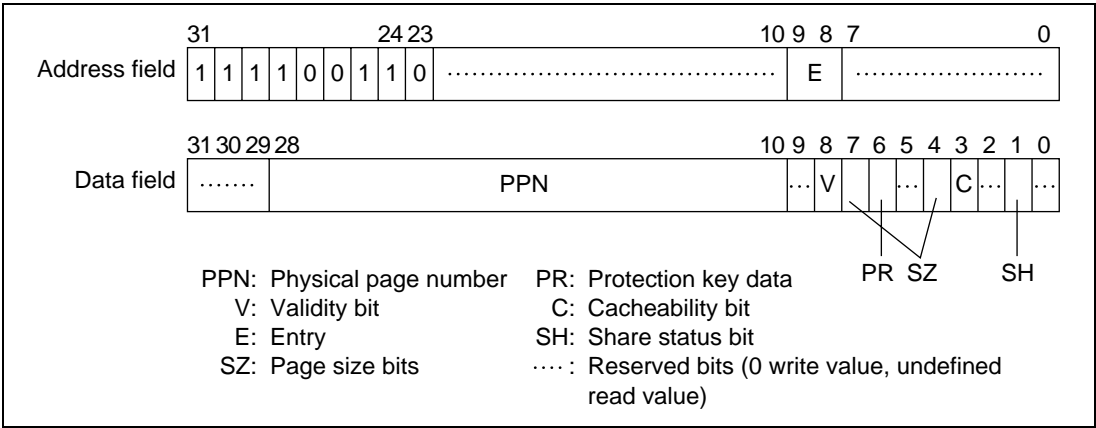 31 24 23 10 9 8 7 0
Address field 1 1 1 1 0 0 1 1 0 ······ E ······
31 30 29 28 10 9 8 7 6 5 4 3 2 1 0
Data field ······· PPN ··· V ··· C ··· ···
PR SZ SH
PPN: Physical page number PR: Protection key data
V: Validity bit C: Cacheability bit
E: Entry SH: Share status bit
SZ: Page size bits ····: Reserved bits (0 write value, undefined
read value)